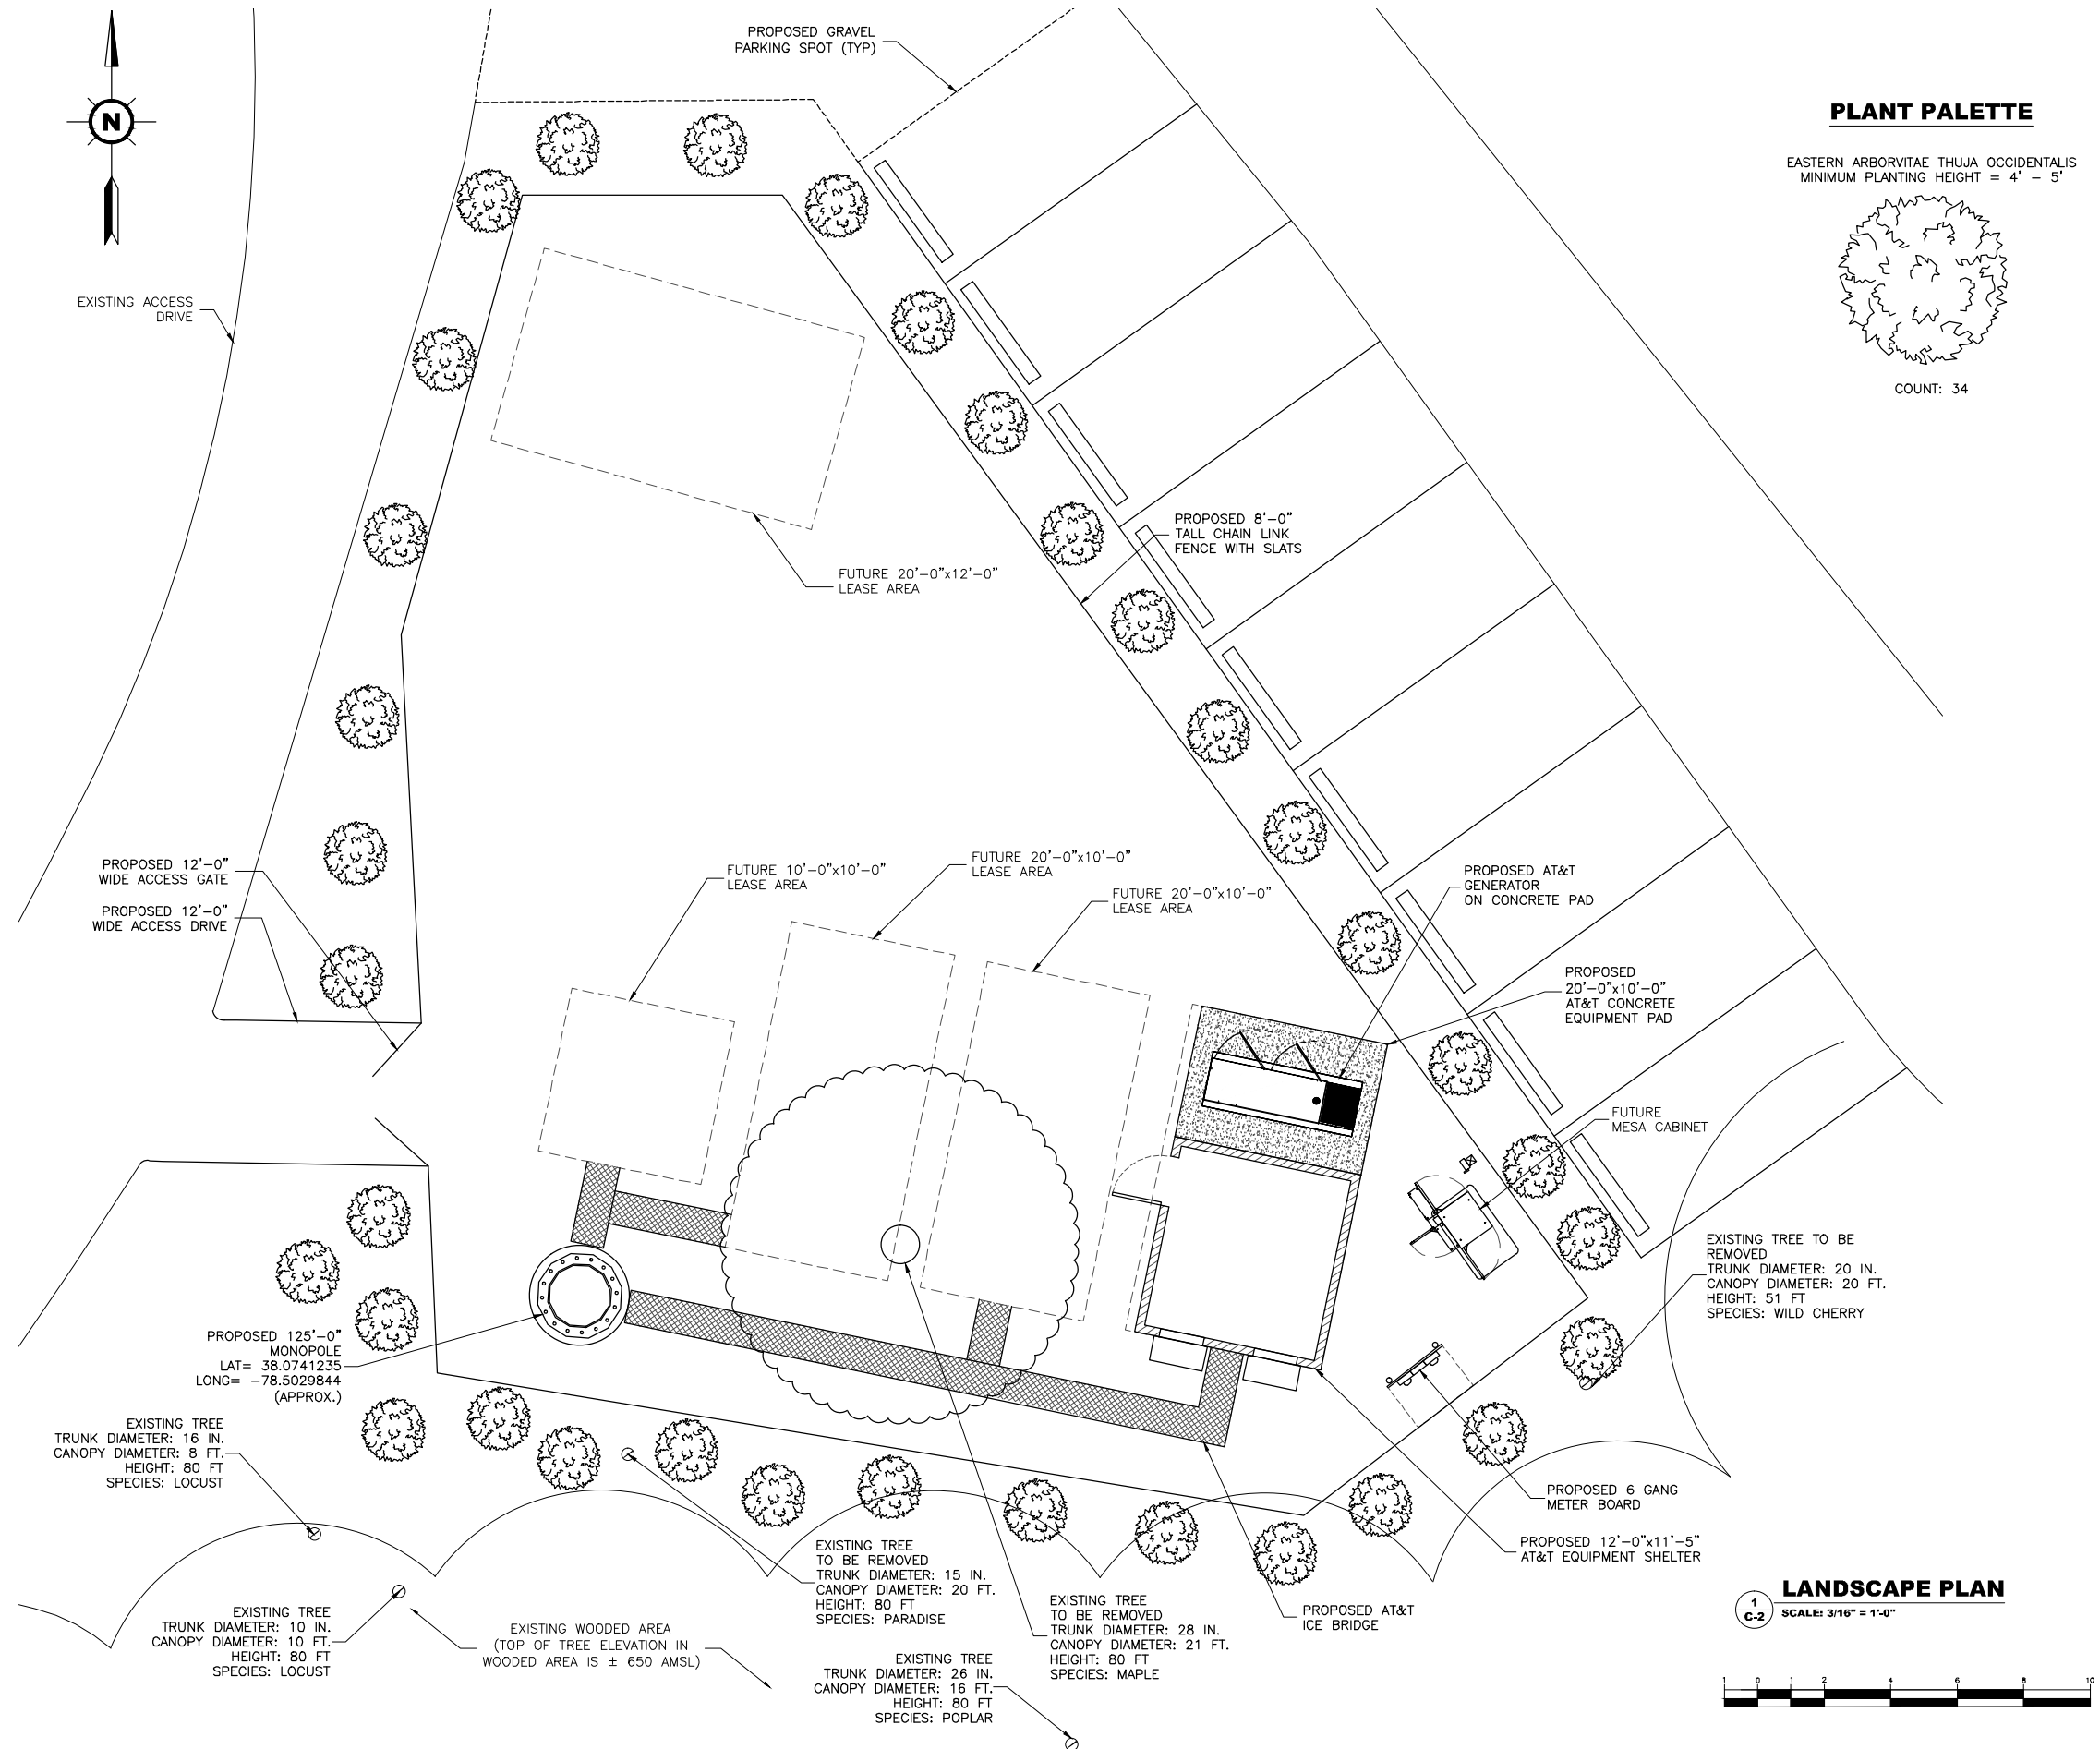 PROPOSED GRAVEL
PARKING SPOT (TYP)
N
PLANT PALETTE
EASTERN ARBORVITAE THUJA OCCIDENTALIS
MINIMUM PLANTING HEIGHT = 4' - 5'
COUNT: 34
EXISTING ACCESS
DRIVE
PROPOSED 8'-0"
TALL CHAIN LINK
FENCE WITH SLATS
FUTURE 20'-0"x12'-0"
LEASE AREA
PROPOSED 12'-0"
WIDE ACCESS GATE
PROPOSED 12'-0"
WIDE ACCESS DRIVE
FUTURE 10'-0"x10'-0"
LEASE AREA
FUTURE 20'-0"x10'-0"
LEASE AREA
FUTURE 20'-0"x10'-0"
LEASE AREA
PROPOSED AT&T
GENERATOR
ON CONCRETE PAD
PROPOSED
20'-0"x10'-0"
AT&T CONCRETE
EQUIPMENT PAD
FUTURE
MESA CABINET
EXISTING TREE TO BE
REMOVED
TRUNK DIAMETER: 20 IN.
CANOPY DIAMETER: 20 FT.
HEIGHT: 51 FT
SPECIES: WILD CHERRY
PROPOSED 125'-0"
MONOPOLE
LAT= 38.0741235
LONG= -78.5029844
(APPROX.)
EXISTING TREE
TRUNK DIAMETER: 16 IN.
CANOPY DIAMETER: 8 FT.
HEIGHT: 80 FT
SPECIES: LOCUST
EXISTING TREE
TRUNK DIAMETER: 10 IN.
CANOPY DIAMETER: 10 FT.
HEIGHT: 80 FT
SPECIES: LOCUST
EXISTING WOODED AREA
(TOP OF TREE ELEVATION IN
WOODED AREA IS ± 650 AMSL)
EXISTING TREE
TO BE REMOVED
TRUNK DIAMETER: 15 IN.
CANOPY DIAMETER: 20 FT.
HEIGHT: 80 FT
SPECIES: PARADISE
EXISTING TREE
TRUNK DIAMETER: 26 IN.
CANOPY DIAMETER: 16 FT.
HEIGHT: 80 FT
SPECIES: POPLAR
EXISTING TREE
TO BE REMOVED
TRUNK DIAMETER: 28 IN.
CANOPY DIAMETER: 21 FT.
HEIGHT: 80 FT
SPECIES: MAPLE
PROPOSED AT&T
ICE BRIDGE
PROPOSED 6 GANG
METER BOARD
PROPOSED 12'-0"x11'-5"
AT&T EQUIPMENT SHELTER
1
C-2
LANDSCAPE PLAN
SCALE: 3/16" = 1'-0"
1 0 1 2 4 6 8 10